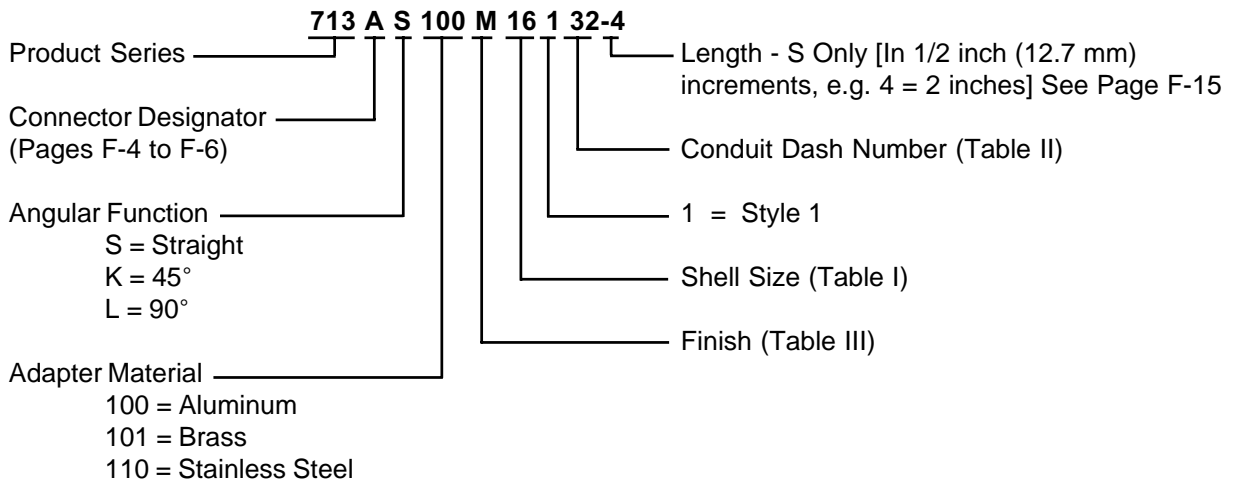 713 A S 100 M 16 1 32-4
Product Series
Connector Designator
(Pages F-4 to F-6)
Angular Function
S = Straight
K = 45°
L = 90°
Adapter Material
100 = Aluminum
101 = Brass
110 = Stainless Steel
Length - S Only [In 1/2 inch (12.7 mm)
increments, e.g. 4 = 2 inches] See Page F-15
Conduit Dash Number (Table II)
1 = Style 1
Shell Size (Table I)
Finish (Table III)